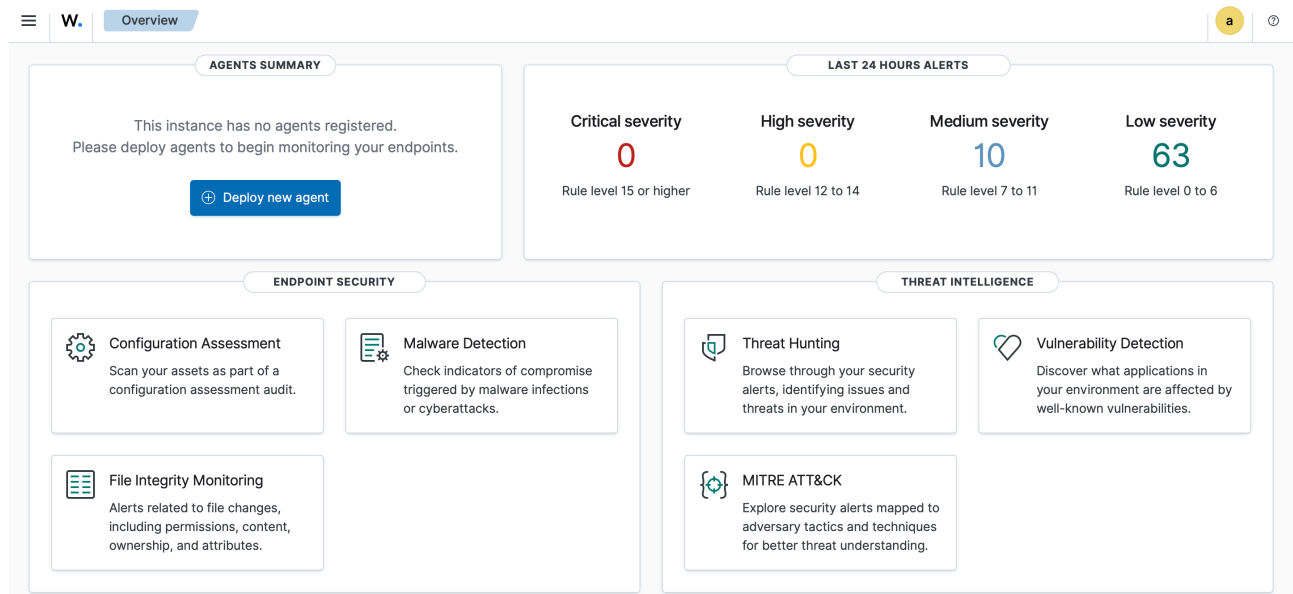 W.
Overview
a
AGENTS SUMMARY
This instance has no agents registered.
Please deploy agents to begin monitoring your endpoints.
Deploy new agent
LAST 24 HOURS ALERTS
Critical severity
0
Rule level 15 or higher
High severity
0
Rule level 12 to 14
Medium severity
10
Rule level 7 to 11
Low severity
63
Rule level 0 to 6
ENDPOINT SECURITY
Configuration Assessment
Scan your assets as part of a
configuration assessment audit.
Malware Detection
Check indicators of compromise
triggered by malware infections
or cyberattacks.
File Integrity Monitoring
Alerts related to file changes,
including permissions, content,
ownership, and attributes.
THREAT INTELLIGENCE
Threat Hunting
Browse through your security
alerts, identifying issues and
threats in your environment.
Vulnerability Detection
Discover what applications in
your environment are affected by
well-known vulnerabilities.
MITRE ATT&CK
Explore security alerts mapped to
adversary tactics and techniques
for better threat understanding.